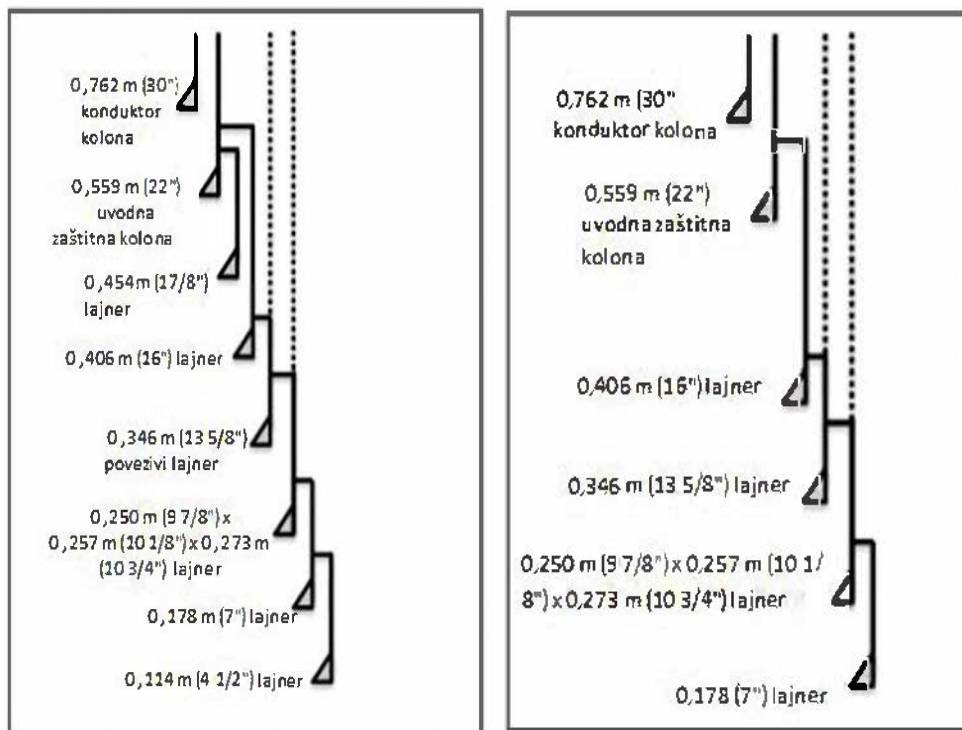 0,762 m (30")
konduktor
kolona
0,559 m (22")
uvodna
zaštitna kolona
0,454 m (17/8")
lajner
0,406 m (16") lajner
0,346 m (13 5/8")
povezivi lajner
0,250 m (9 7/8") x
0,257 m (10 1/8") x 0,273 m
(10 3/4") lajner
0,178 m (7") lajner
0,114 m (4 1/2") lajner
0,762 m (30"
konduktor kolona
0,559 m (22")
uvodna zaštitna
kolona
0,406 m (16") lajner
0,346 m (13 5/8") lajner
0,250 m (9 7/8") x 0,257 m (10 1/
8") x 0,273 m (10 3/4") lajner
0,178 (7") lajner